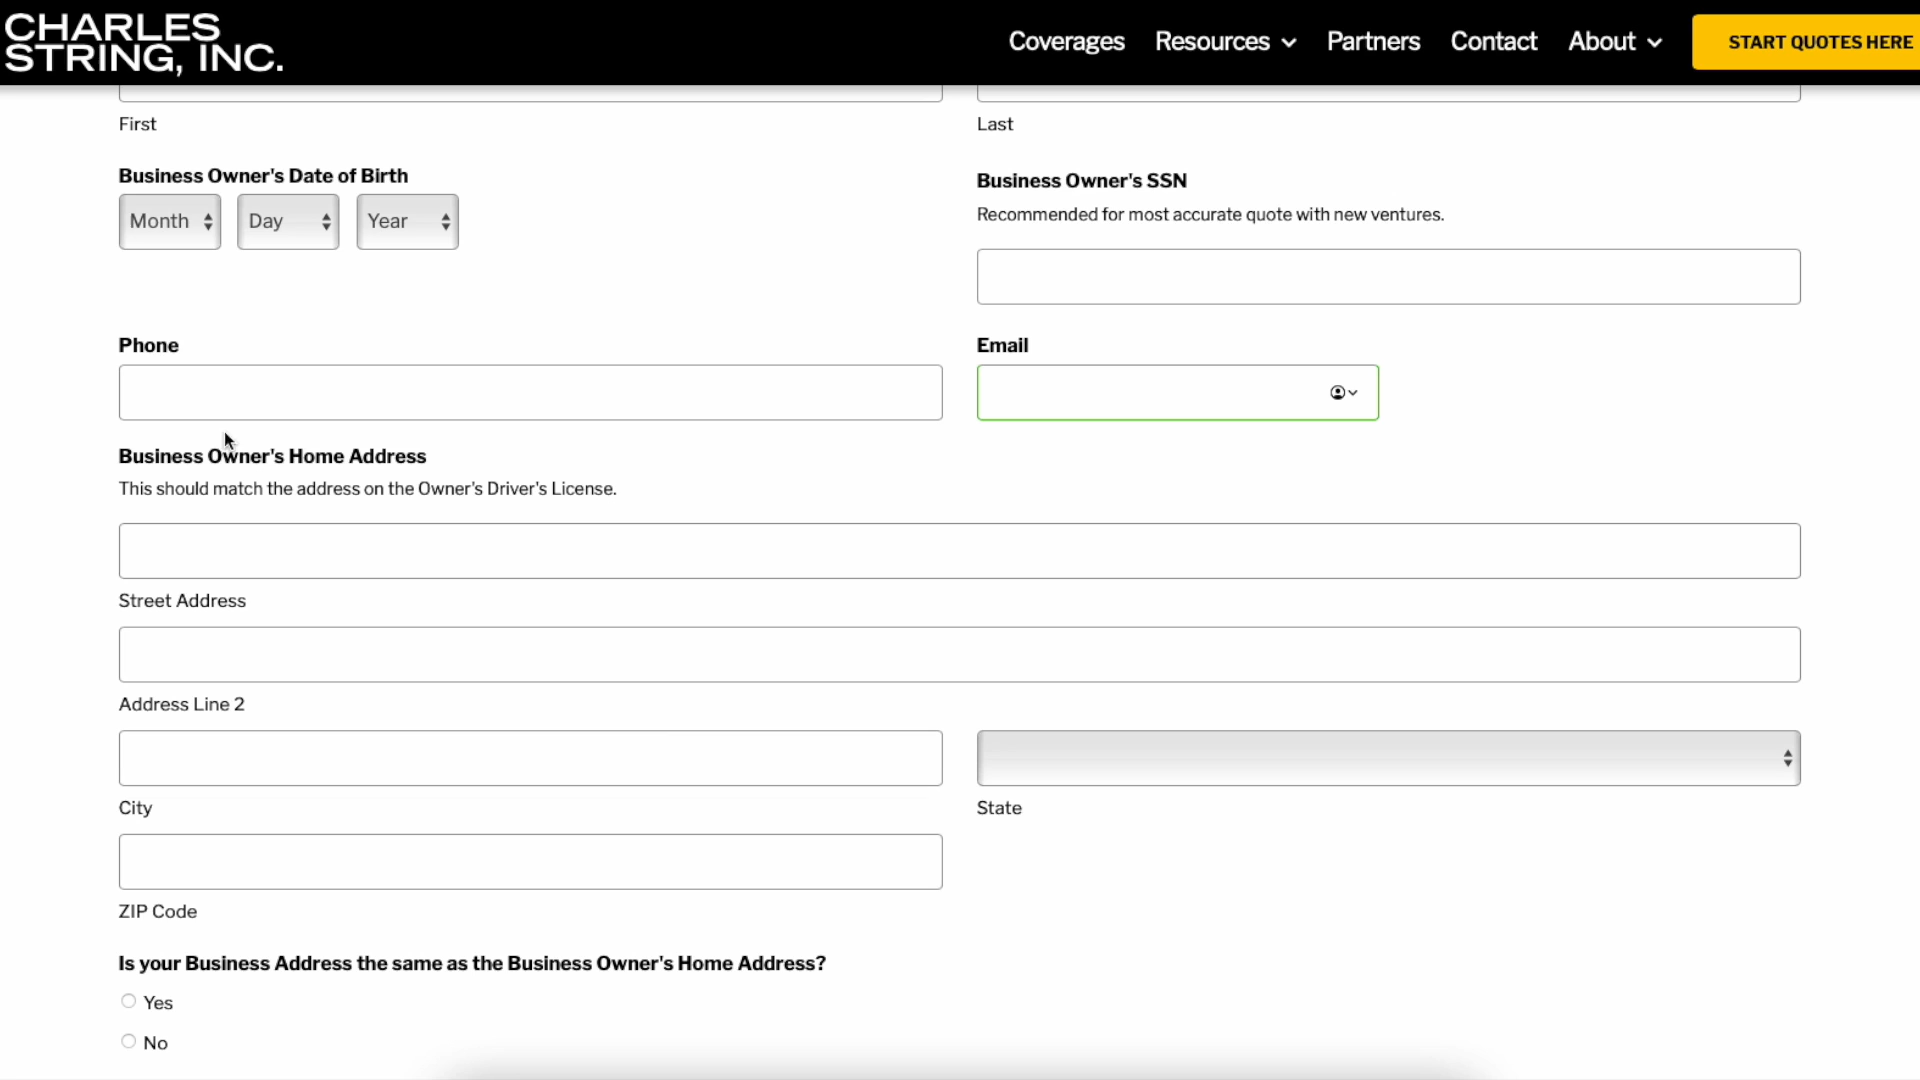 CHARLES
STRING, INC.
Coverages Resources Partners Contact About START QUOTES HERE
First Last
Business Owner's Date of Birth
Month Day Year
Business Owner's SSN
Recommended for most accurate quote with new ventures.
Phone Email
Business Owner's Home Address
This should match the address on the Owner's Driver's License.
Street Address
Address Line 2
City State
ZIP Code
Is your Business Address the same as the Business Owner's Home Address?
Yes
No